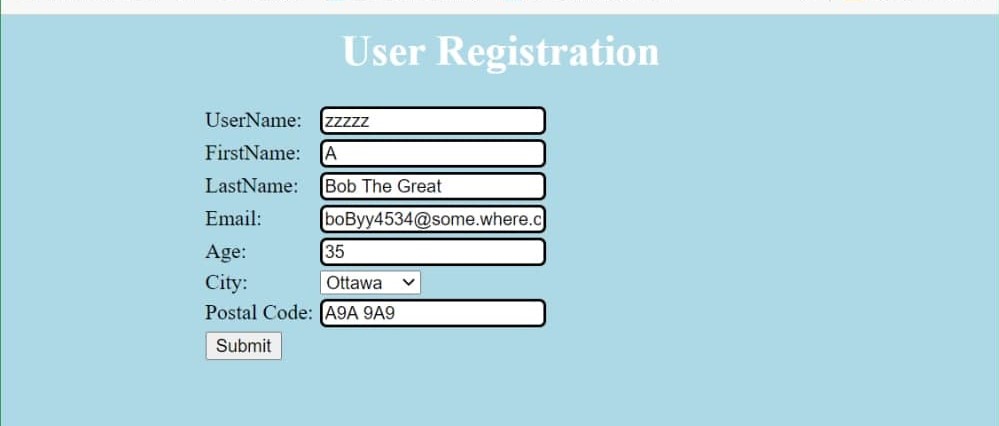 User Registration
UserName: zzzzz
FirstName: A
LastName: Bob The Great
Email: boByy4534@some.where.c
Age: 35
City: Ottawa
Postal Code: A9A 9A9
Submit